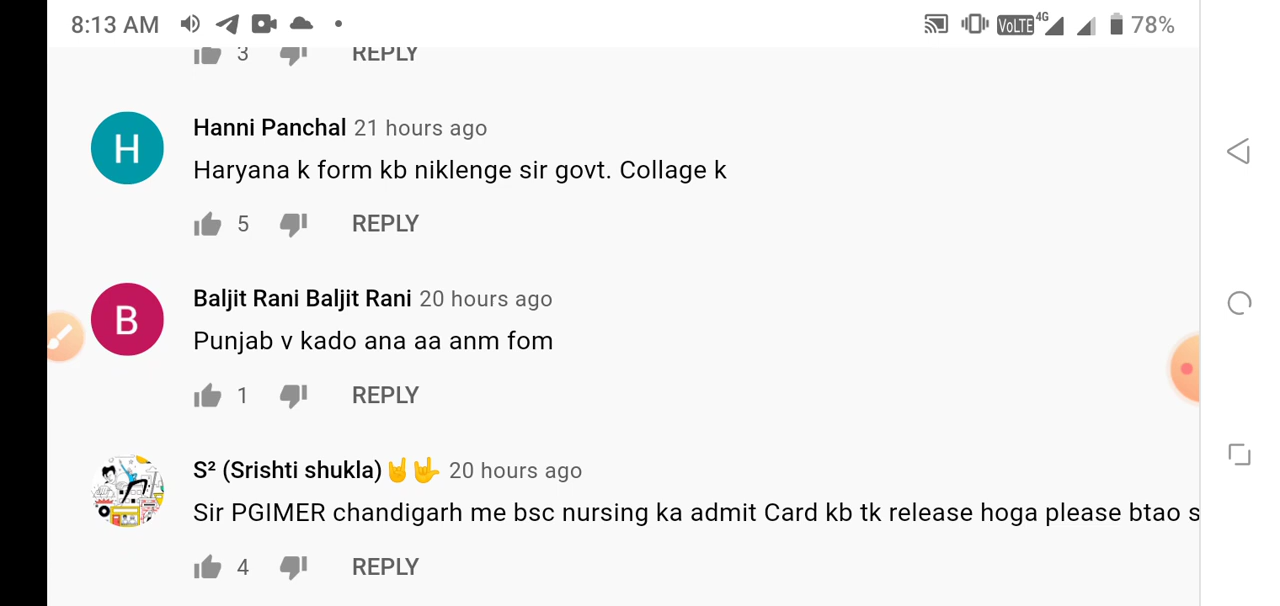 8:13 AM VoLTE 4G 78%
3 REPLY
H Hanni Panchal 21 hours ago
Haryana k form kb niklenge sir govt. Collage k
5 REPLY
B Baljit Rani Baljit Rani 20 hours ago
Punjab v kado ana aa anm fom
1 REPLY
S² (Srishti shukla)🤘🤟 20 hours ago
Sir PGIMER chandigarh me bsc nursing ka admit Card kb tk release hoga please btao s
4 REPLY